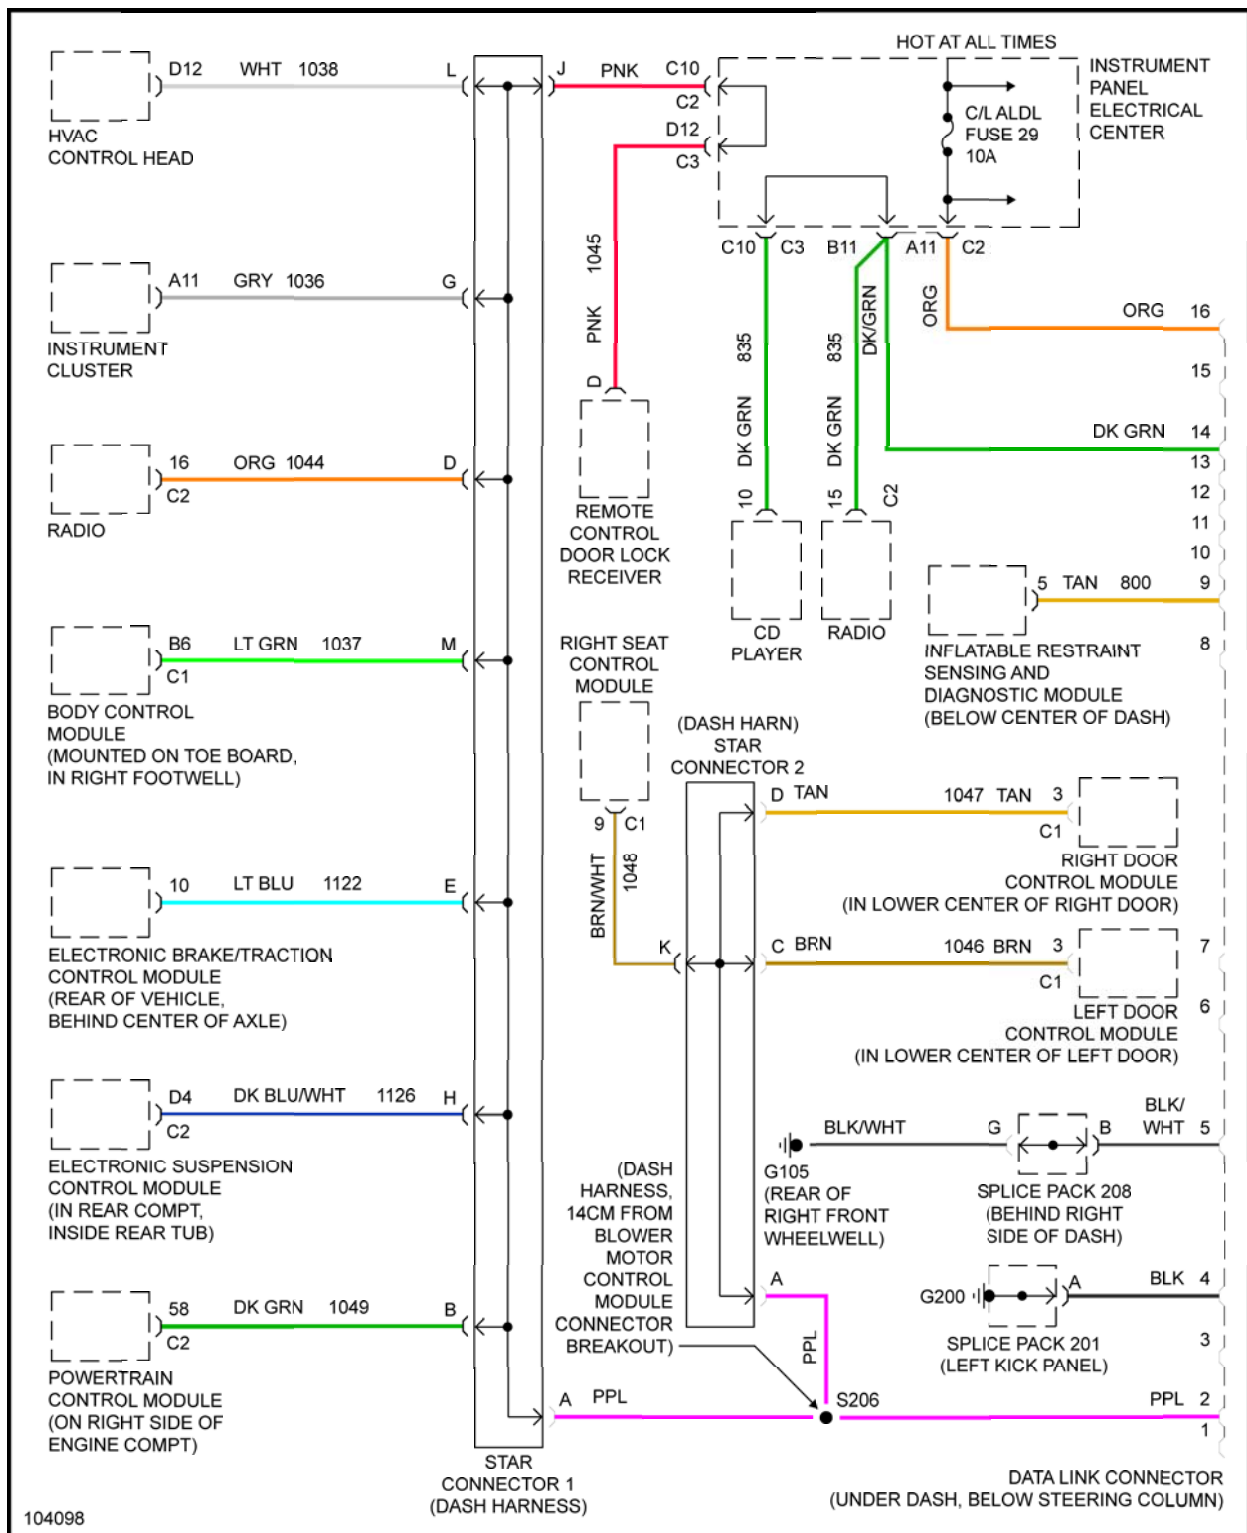 HOT AT ALL TIMES
INSTRUMENT
PANEL
ELECTRICAL
CENTER
C/L ALDL
FUSE 29
10A
D12 WHT 1038 L
HVAC
CONTROL HEAD
J PNK C10
C2
D12
C3
1045
PNK
D
REMOTE
CONTROL
DOOR LOCK
RECEIVER
C10 C3 B11 A11 C2
A11 GRY 1036 G
INSTRUMENT
CLUSTER
835
DK GRN
10
CD
PLAYER
835
DK GRN
15
C2
RADIO
DK/GRN
ORG
ORG 16
15
DK GRN 14
13
12
11
10
9
8
16 ORG 1044 D
C2
RADIO
5 TAN 800
INFLATABLE RESTRAINT
SENSING AND
DIAGNOSTIC MODULE
(BELOW CENTER OF DASH)
B6 LT GRN 1037 M
C1
BODY CONTROL
MODULE
(MOUNTED ON TOE BOARD,
IN RIGHT FOOTWELL)
RIGHT SEAT
CONTROL
MODULE
9 C1
BRN/WHT
1048
K
(DASH HARN)
STAR
CONNECTOR 2
D TAN 1047 TAN 3
C1
RIGHT DOOR
CONTROL MODULE
(IN LOWER CENTER OF RIGHT DOOR)
10 LT BLU 1122 E
ELECTRONIC BRAKE/TRACTION
CONTROL MODULE
(REAR OF VEHICLE,
BEHIND CENTER OF AXLE)
C BRN 1046 BRN 3
C1
LEFT DOOR
CONTROL MODULE
(IN LOWER CENTER OF LEFT DOOR)
7
6
D4 DK BLU/WHT 1126 H
C2
ELECTRONIC SUSPENSION
CONTROL MODULE
(IN REAR COMPT,
INSIDE REAR TUB)
BLK/WHT G B
BLK/
WHT 5
G105
(REAR OF
RIGHT FRONT
WHEELWELL)
SPLICE PACK 208
(BEHIND RIGHT
SIDE OF DASH)
(DASH
HARNESS,
14CM FROM
BLOWER
MOTOR
CONTROL
MODULE
CONNECTOR
BREAKOUT)
A
PPL
G200 A BLK 4
SPLICE PACK 201
(LEFT KICK PANEL)
3
58 DK GRN 1049 B
C2
POWERTRAIN
CONTROL MODULE
(ON RIGHT SIDE OF
ENGINE COMPT)
A PPL S206 PPL 2
1
STAR
CONNECTOR 1
(DASH HARNESS)
DATA LINK CONNECTOR
(UNDER DASH, BELOW STEERING COLUMN)
104098